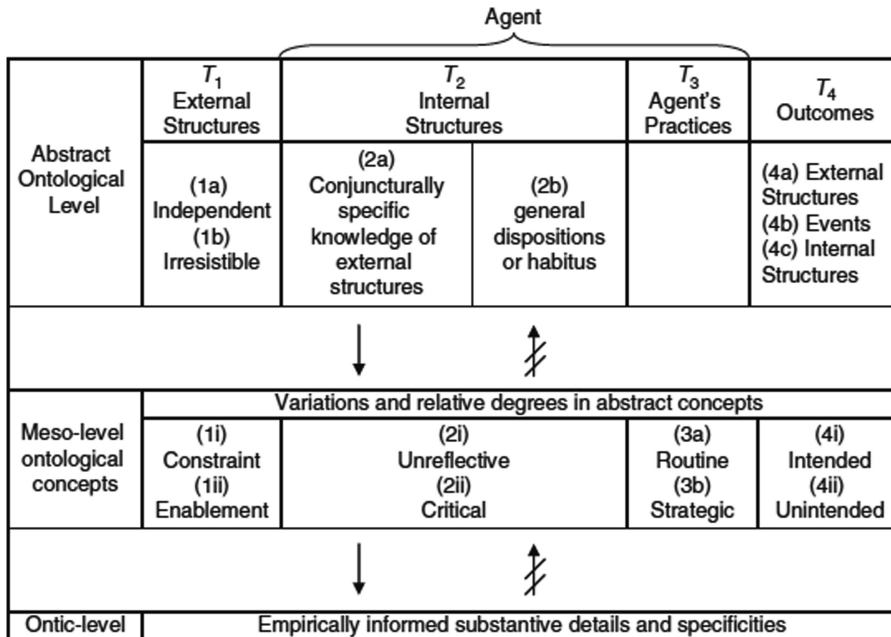 Agent
T1
External
Structures
T2
Internal
Structures
T3
Agent's
Practices
T4
Outcomes
Abstract
Ontological
Level
(1a)
Independent
(1b)
Irresistible
(2a)
Conjuncturally
specific
knowledge of
external
structures
(2b)
general
dispositions
or habitus
(4a) External
Structures
(4b) Events
(4c) Internal
Structures
Variations and relative degrees in abstract concepts
Meso-level
ontological
concepts
(1i)
Constraint
(1ii)
Enablement
(2i)
Unreflective
(2ii)
Critical
(3a)
Routine
(3b)
Strategic
(4i)
Intended
(4ii)
Unintended
Ontic-level
Empirically informed substantive details and specificities